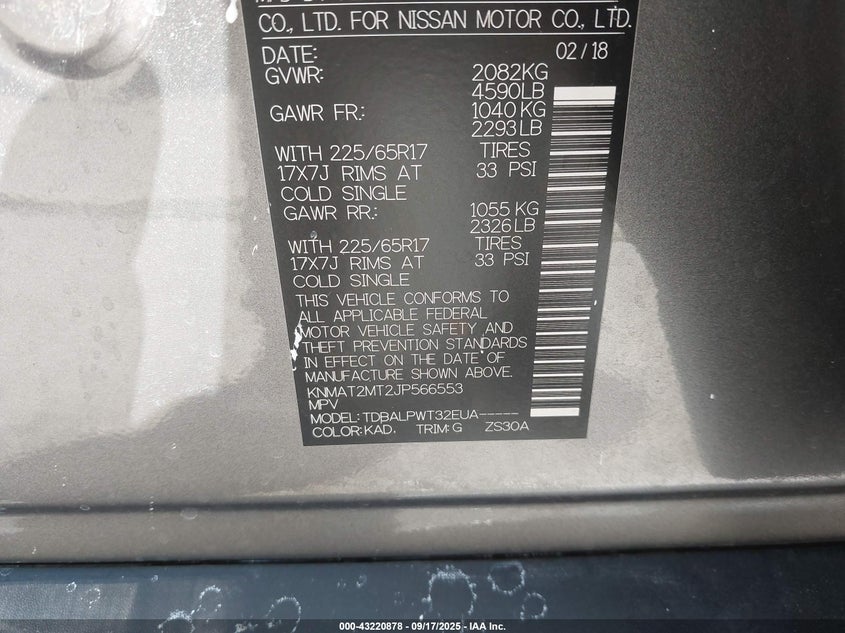 CO., LTD. FOR NISSAN MOTOR CO., LTD.
DATE: 02/18
GVWR: 2082KG
4590LB
GAWR FR.: 1040 KG
2293 LB
WITH 225/65R17 TIRES
17X7J RIMS AT 33 PSI
COLD SINGLE
GAWR RR.: 1055 KG
2326 LB
WITH 225/65R17 TIRES
17X7J RIMS AT 33 PSI
COLD SINGLE
THIS VEHICLE CONFORMS TO
ALL APPLICABLE FEDERAL
MOTOR VEHICLE SAFETY AND
THEFT PREVENTION STANDARDS
IN EFFECT ON THE DATE OF
MANUFACTURE SHOWN ABOVE.
KNMAT2MT2JP566553
MPV
MODEL: TDBALPWT32EUA-----
COLOR: KAD. TRIM: G ZS30A
000-43220878 - 09/17/2025 - IAA Inc.